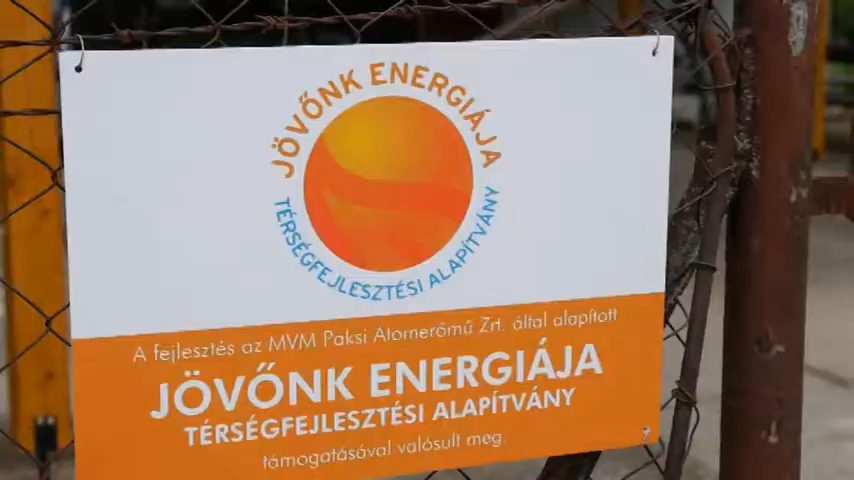 JÖVŐNK ENERGIÁJA
TÉRSÉGFEJLESZTÉSI ALAPÍTVÁNY
A fejlesztés az MVM Paksi Atomerőmű Zrt. által alapított
JÖVŐNK ENERGIÁJA
TÉRSÉGFEJLESZTÉSI ALAPÍTVÁNY
támogatásával valósult meg.